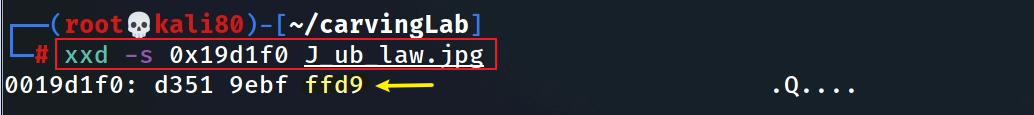 ┌──(root💀kali80)-[~/carvingLab]
└─# xxd -s 0x19d1f0 J_ub_law.jpg
0019d1f0: d351 9ebf ffd9 .Q....